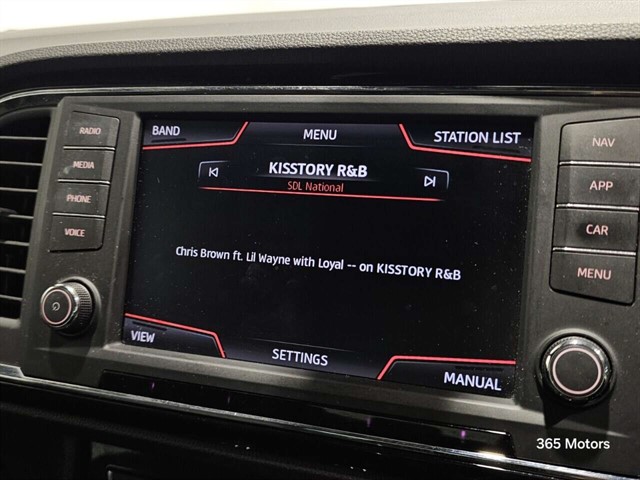 RADIO
MEDIA
PHONE
VOICE
BAND
MENU
STATION LIST
KISSTORY R&B
SDL National
Chris Brown ft. Lil Wayne with Loyal -- on KISSTORY R&B
VIEW
SETTINGS
MANUAL
NAV
APP
CAR
MENU
365 Motors